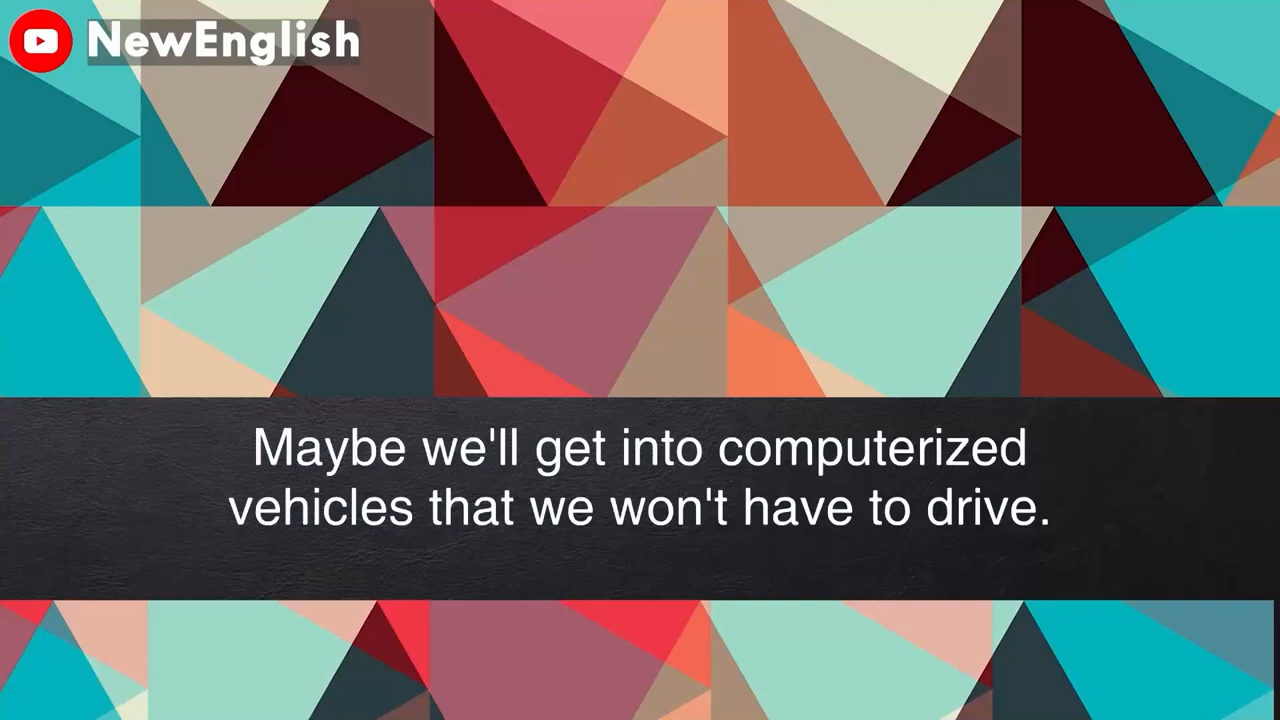 NewEnglish
Maybe we'll get into computerized
vehicles that we won't have to drive.